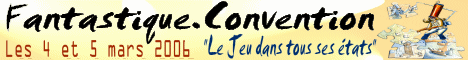 Fantastique.Convention
Les 4 et 5 mars 2006 "Le Jeu dans tous ses états"